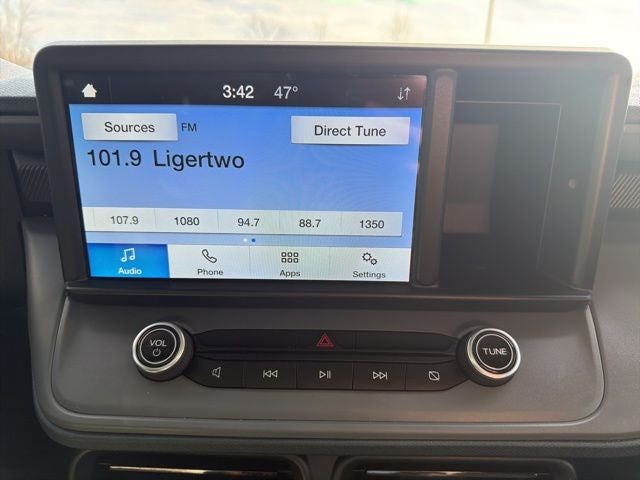 3:42 47°
Sources FM Direct Tune
101.9 Ligertwo
107.9 1080 94.7 88.7 1350
Audio Phone Apps Settings
VOL TUNE